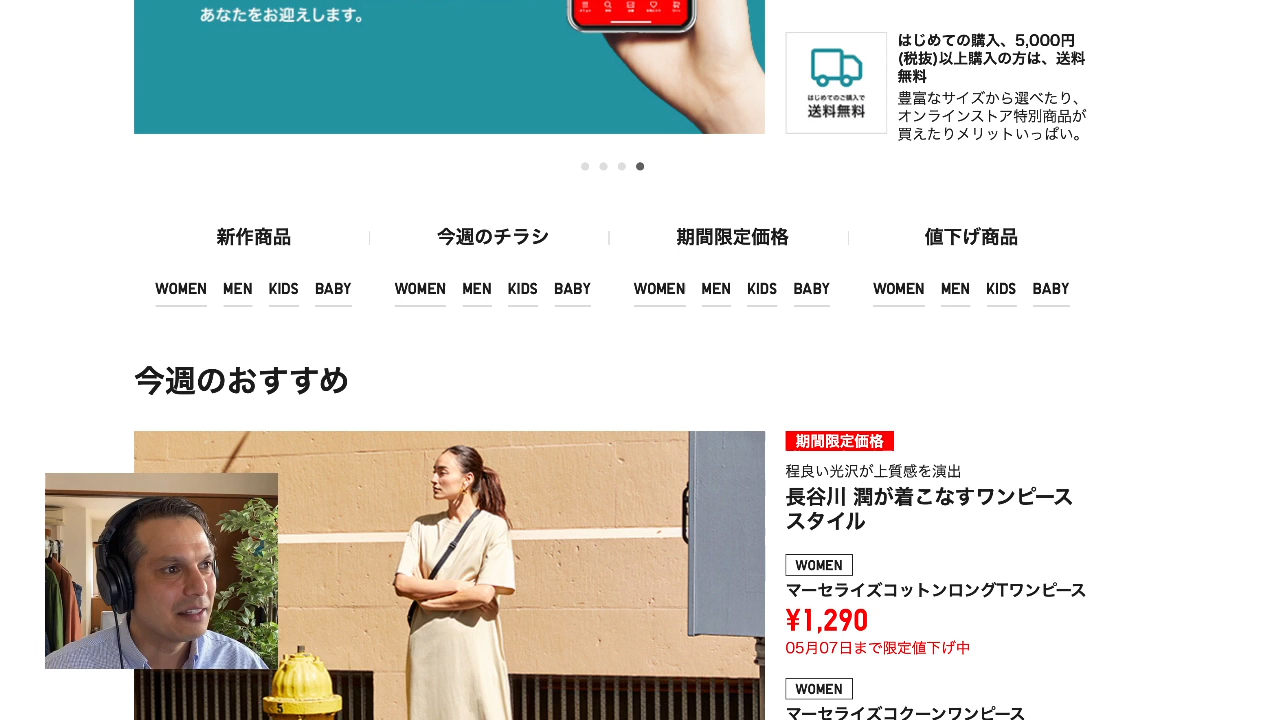 あなたをお迎えします。
はじめてのご購入で
送料無料
はじめての購入、5,000円
(税抜)以上購入の方は、送料
無料
豊富なサイズから選べたり、
オンラインストア特別商品が
買えたりメリットいっぱい。
新作商品
今週のチラシ
期間限定価格
値下げ商品
WOMEN MEN KIDS BABY
WOMEN MEN KIDS BABY
WOMEN MEN KIDS BABY
WOMEN MEN KIDS BABY
今週のおすすめ
期間限定価格
程良い光沢が上質感を演出
長谷川 潤が着こなすワンピース
スタイル
WOMEN
マーセライズコットンロングTワンピース
¥1,290
05月07日まで限定値下げ中
WOMEN
マーセライズコクーンワンピース
5